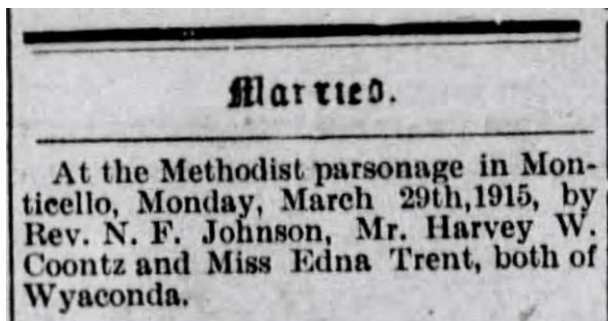 Married.
At the Methodist parsonage in Mon-
ticello, Monday, March 29th,1915, by
Rev. N. F. Johnson, Mr. Harvey W.
Coontz and Miss Edna Trent, both of
Wyaconda.